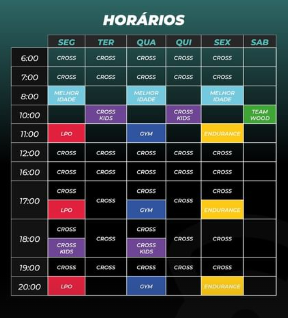 HORÁRIOS
SEG TER QUA QUI SEX SAB
6:00 CROSS CROSS CROSS CROSS CROSS
7:00 CROSS CROSS CROSS CROSS CROSS
8:00 MELHOR IDADE MELHOR IDADE MELHOR IDADE
10:00 CROSS KIDS CROSS KIDS TEAM WOOD
11:00 LPO GYM ENDURANCE
12:00 CROSS CROSS CROSS CROSS CROSS
16:00 CROSS CROSS CROSS CROSS CROSS
17:00 CROSS CROSS CROSS CROSS CROSS
LPO GYM ENDURANCE
18:00 CROSS CROSS CROSS CROSS CROSS
CROSS KIDS CROSS KIDS
19:00 CROSS CROSS CROSS CROSS CROSS
20:00 LPO GYM ENDURANCE